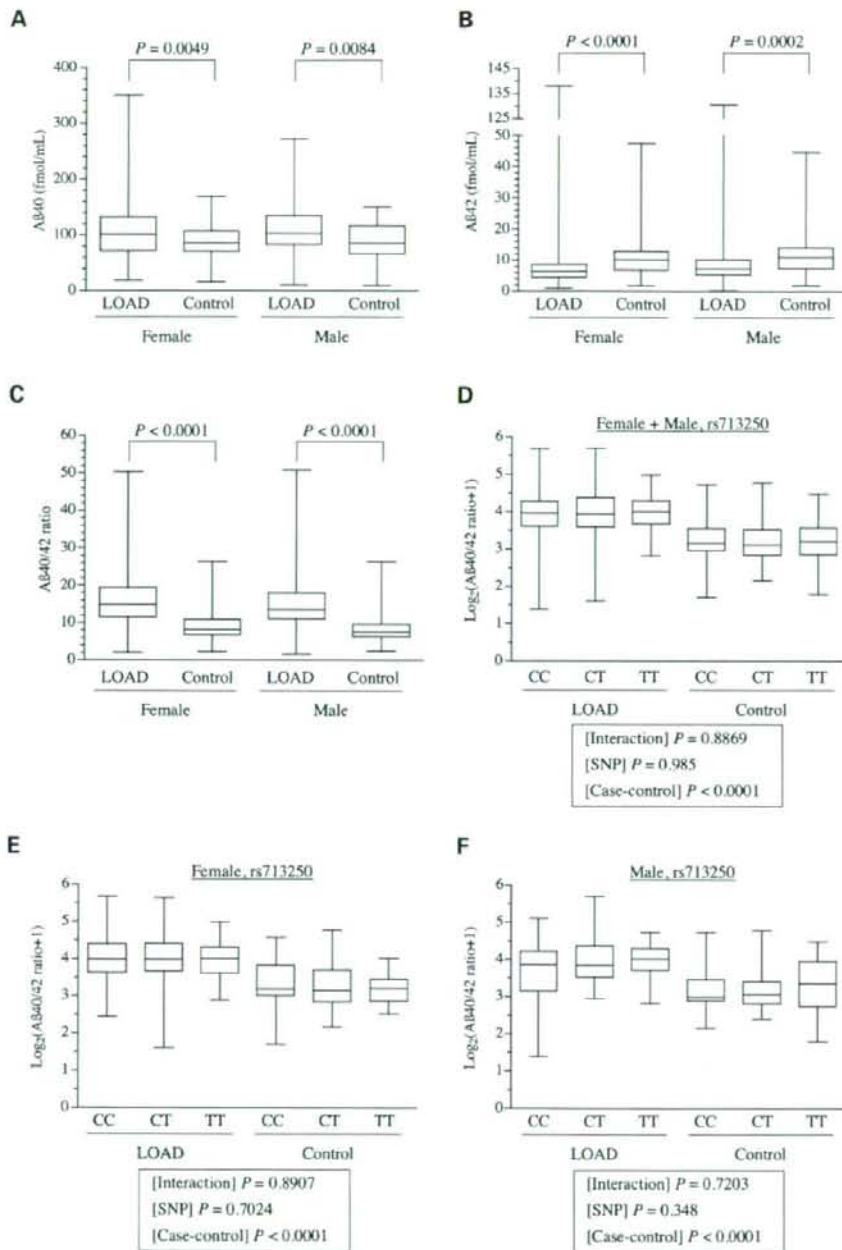 A
P = 0.0049
P = 0.0084
400
300
200
100
0
Aβ40 (fmol/mL)
LOAD Control LOAD Control
Female Male
B
P < 0.0001
P = 0.0002
145
135
125
50
40
30
20
10
0
Aβ42 (fmol/mL)
LOAD Control LOAD Control
Female Male
C
P < 0.0001
P < 0.0001
60
50
40
30
20
10
0
Aβ40/42 ratio
LOAD Control LOAD Control
Female Male
D
Female + Male, rs713250
6
5
4
3
2
1
0
Log2(Aβ40/42 ratio+1)
CC CT TT CC CT TT
LOAD Control
[Interaction] P = 0.8869
[SNP] P = 0.985
[Case-control] P < 0.0001
E
Female, rs713250
6
5
4
3
2
1
0
Log2(Aβ40/42 ratio+1)
CC CT TT CC CT TT
LOAD Control
[Interaction] P = 0.8907
[SNP] P = 0.7024
[Case-control] P < 0.0001
F
Male, rs713250
6
5
4
3
2
1
0
Log2(Aβ40/42 ratio+1)
CC CT TT CC CT TT
LOAD Control
[Interaction] P = 0.7203
[SNP] P = 0.348
[Case-control] P < 0.0001